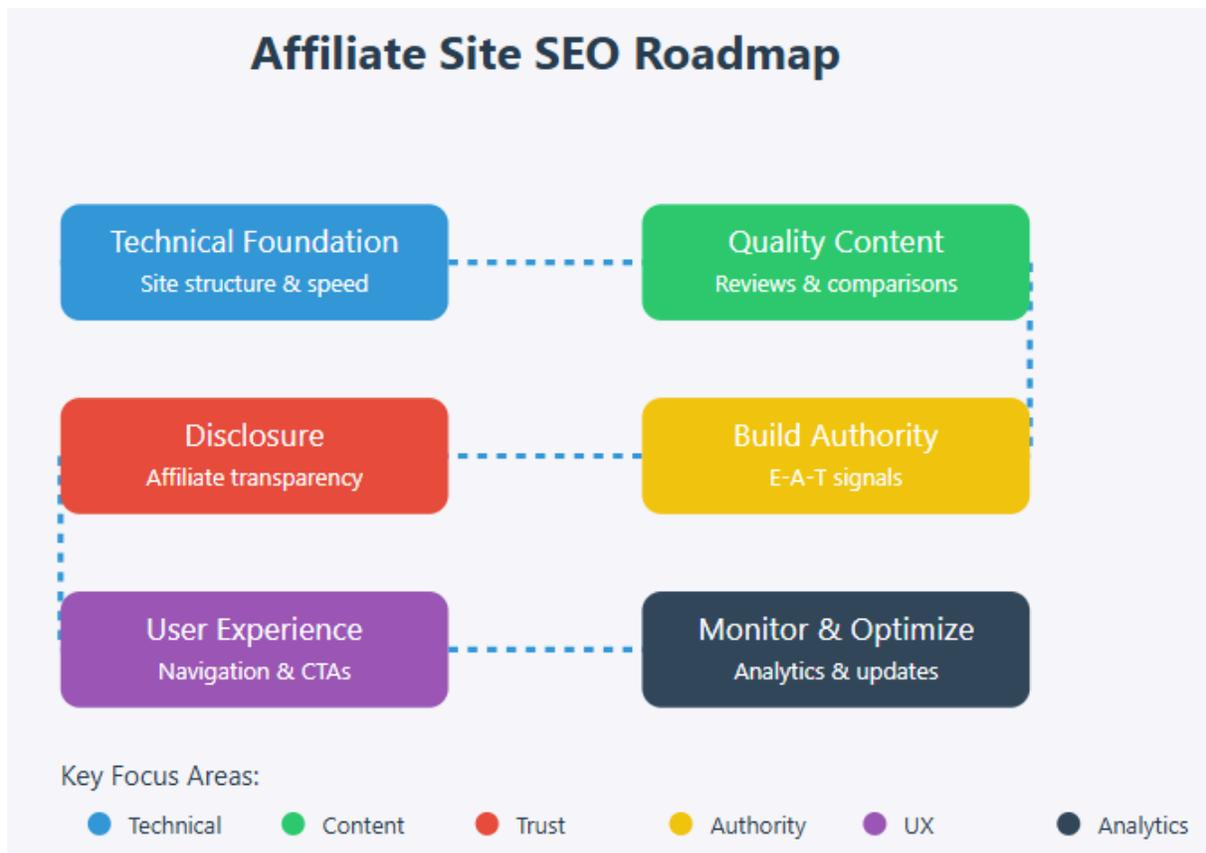 Affiliate Site SEO Roadmap
Technical Foundation
Site structure & speed
Quality Content
Reviews & comparisons
Disclosure
Affiliate transparency
Build Authority
E-A-T signals
User Experience
Navigation & CTAs
Monitor & Optimize
Analytics & updates
Key Focus Areas:
Technical
Content
Trust
Authority
UX
Analytics